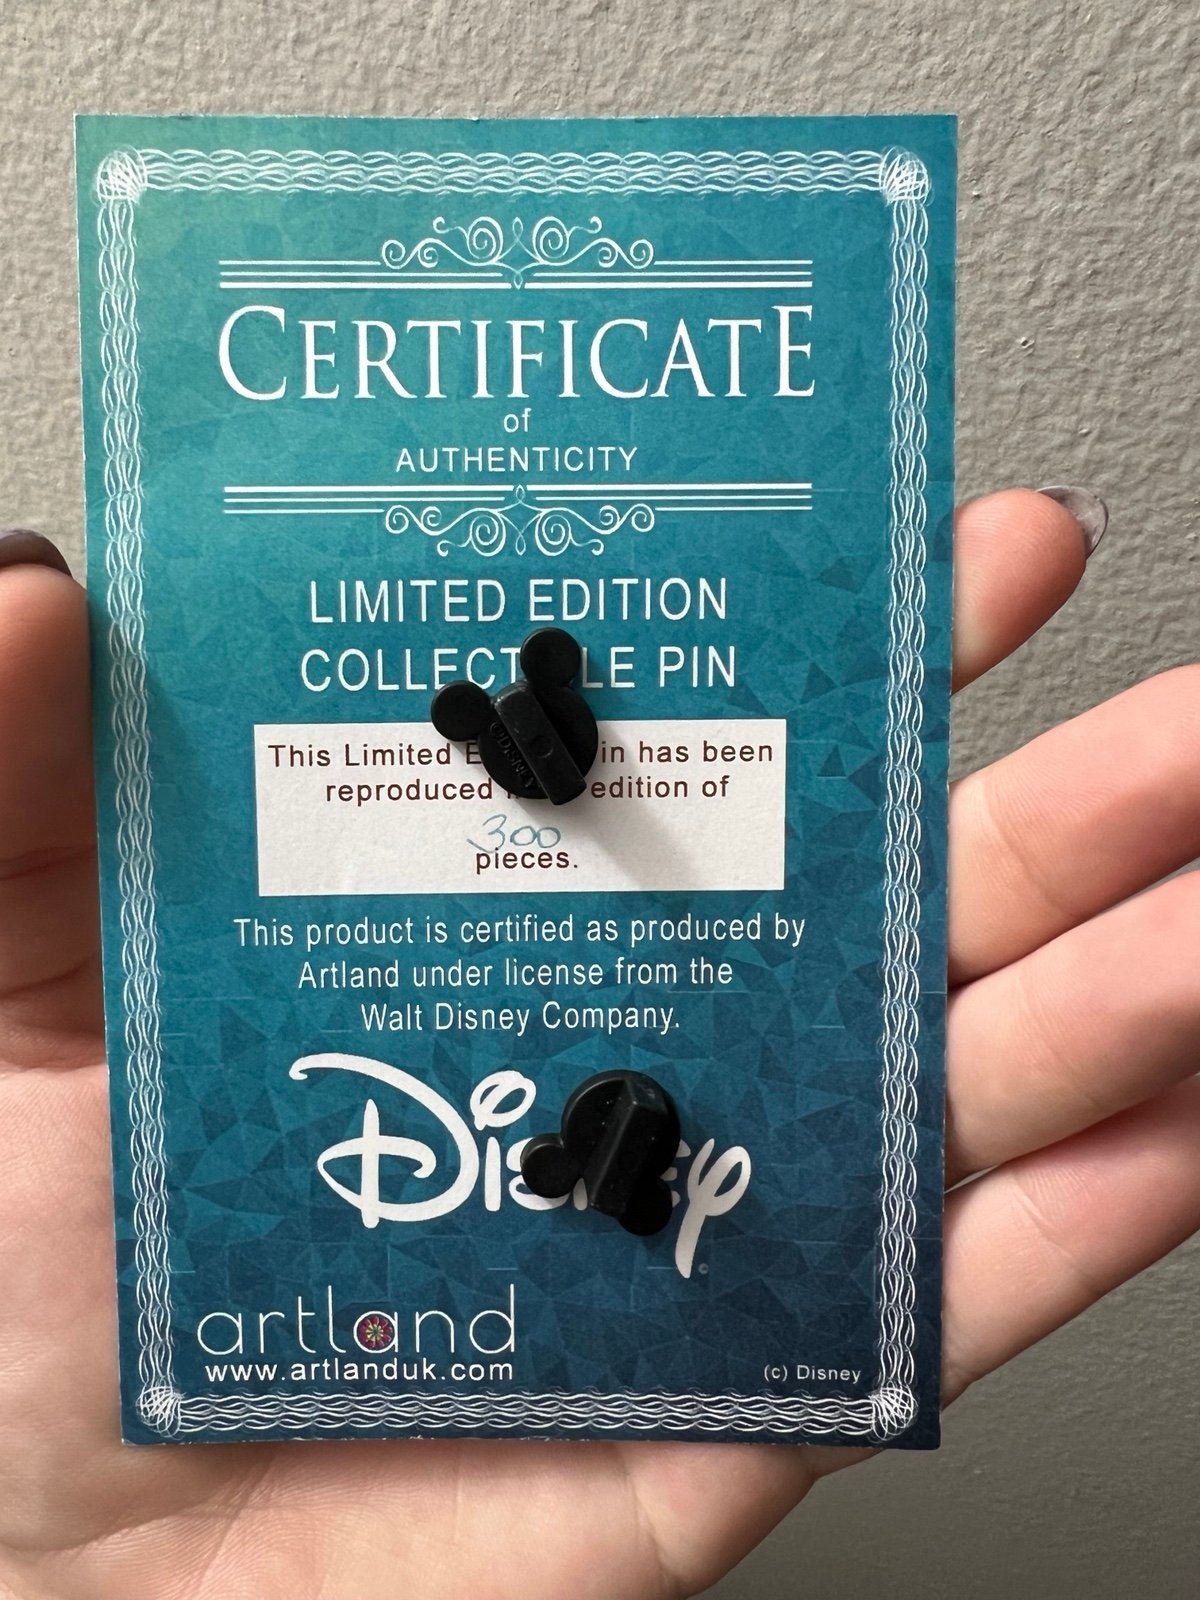 CERTIFICATE
of
AUTHENTICITY
LIMITED EDITION
COLLECT LE PIN
This Limited E in has been
reproduced edition of
300
pieces.
This product is certified as produced by
Artland under license from the
Walt Disney Company.
Disney
artland
www.artlanduk.com
(c) Disney
©DISNEY